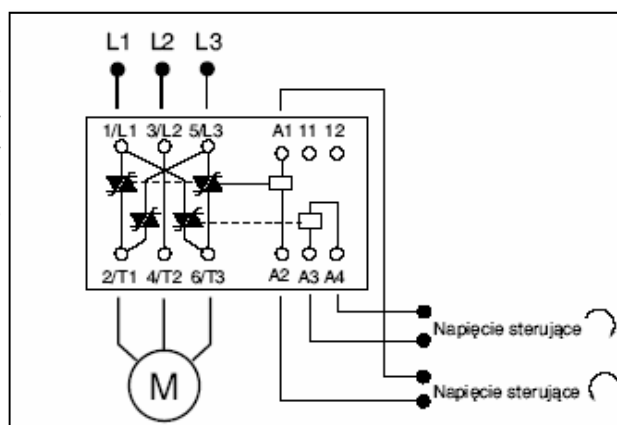 L1 L2 L3
1/L1 3/L2 5/L3 A1 11 12
2/T1 4/T2 6/T3 A2 A3 A4
Napięcie sterujące
M
Napięcie sterujące